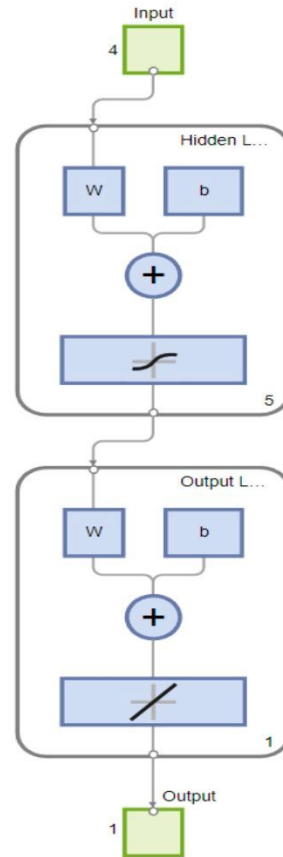 Input
4
Hidden L...
W b
+
5
Output L...
W b
+
1
Output
1